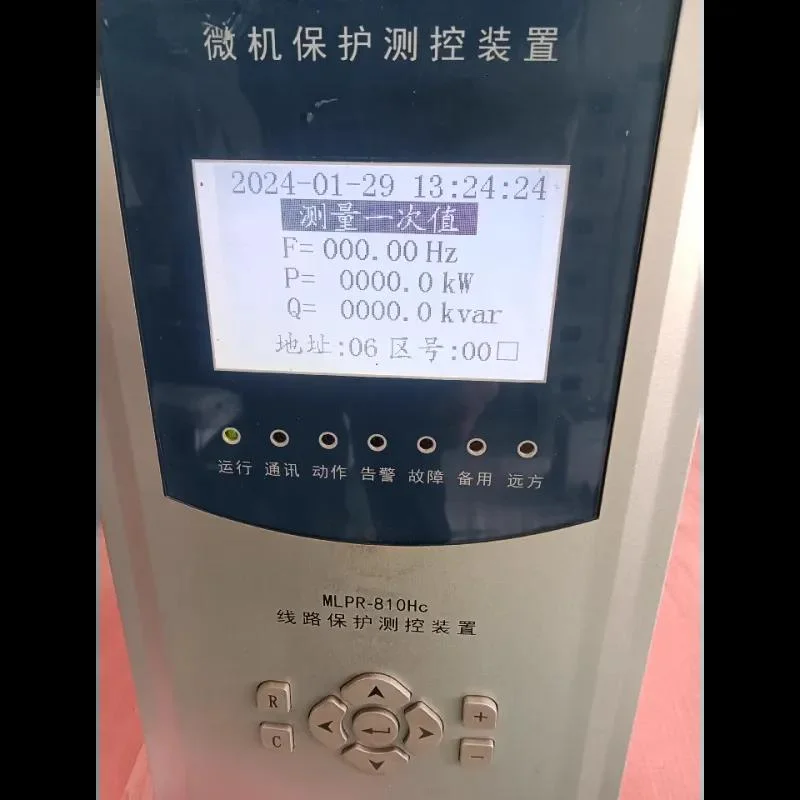 微机保护测控装置
2024-01-29 13:24:24
测量一次值
F= 000.00 Hz
P= 0000.0 kW
Q= 0000.0 kvar
地址:06 区号:00
运行 通讯 动作 告警 故障 备用 远方
MLPR-810Hc
线路保护测控装置
R
+
C
-